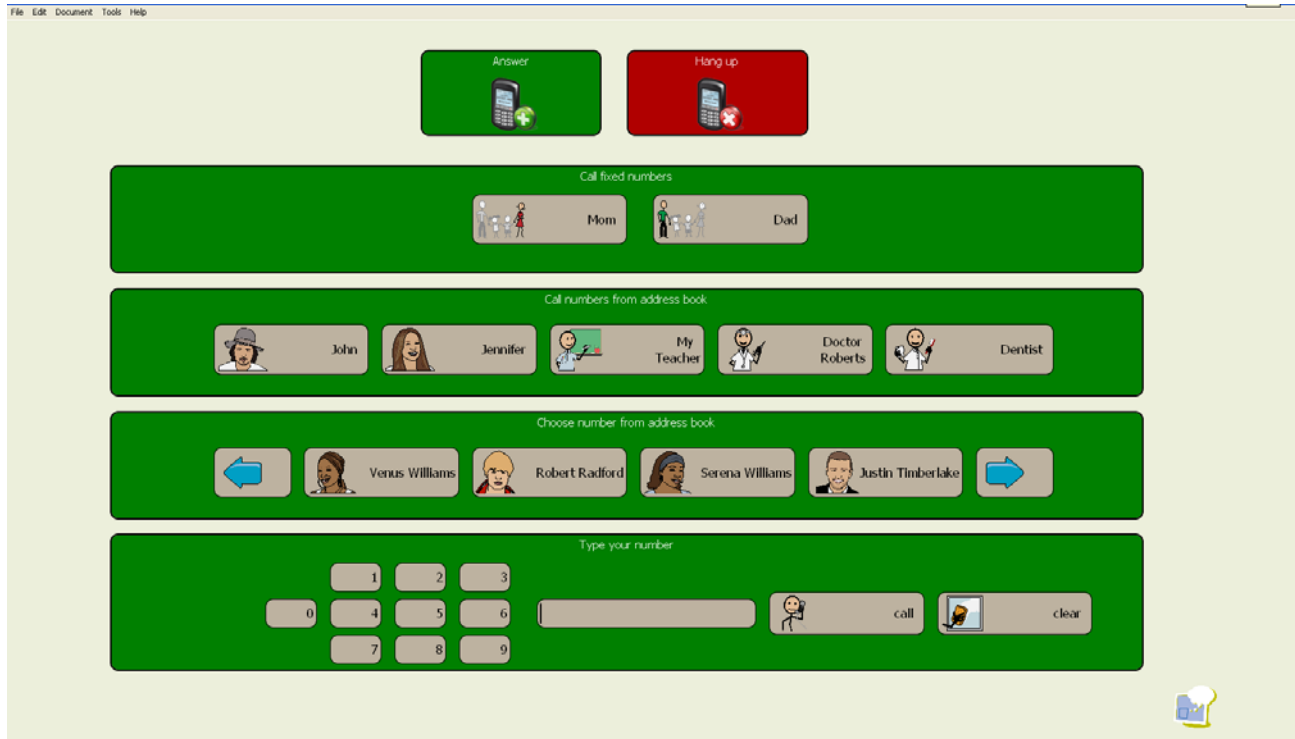 File Edit Document Tools Help
Answer
Hang up
Call fixed numbers
Mom
Dad
Call numbers from address book
John
Jennifer
My
Teacher
Doctor
Roberts
Dentist
Choose number from address book
Venus Williams
Robert Radford
Serena Williams
Justin Timberlake
Type your number
1 2 3
0 4 5 6
call
clear
7 8 9